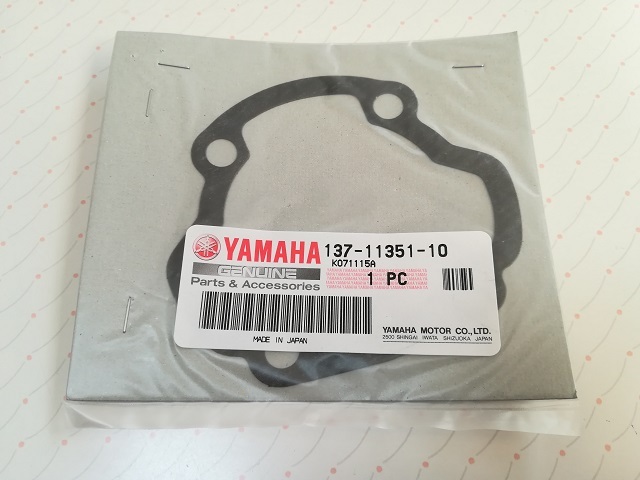 YAMAHA 137-11351-10
K071115A
GENUINE
Parts & Accessories
1 PC
MADE IN JAPAN
YAMAHA MOTOR CO., LTD.
2500 SHINGAI IWATA SHIZUOKA JAPAN